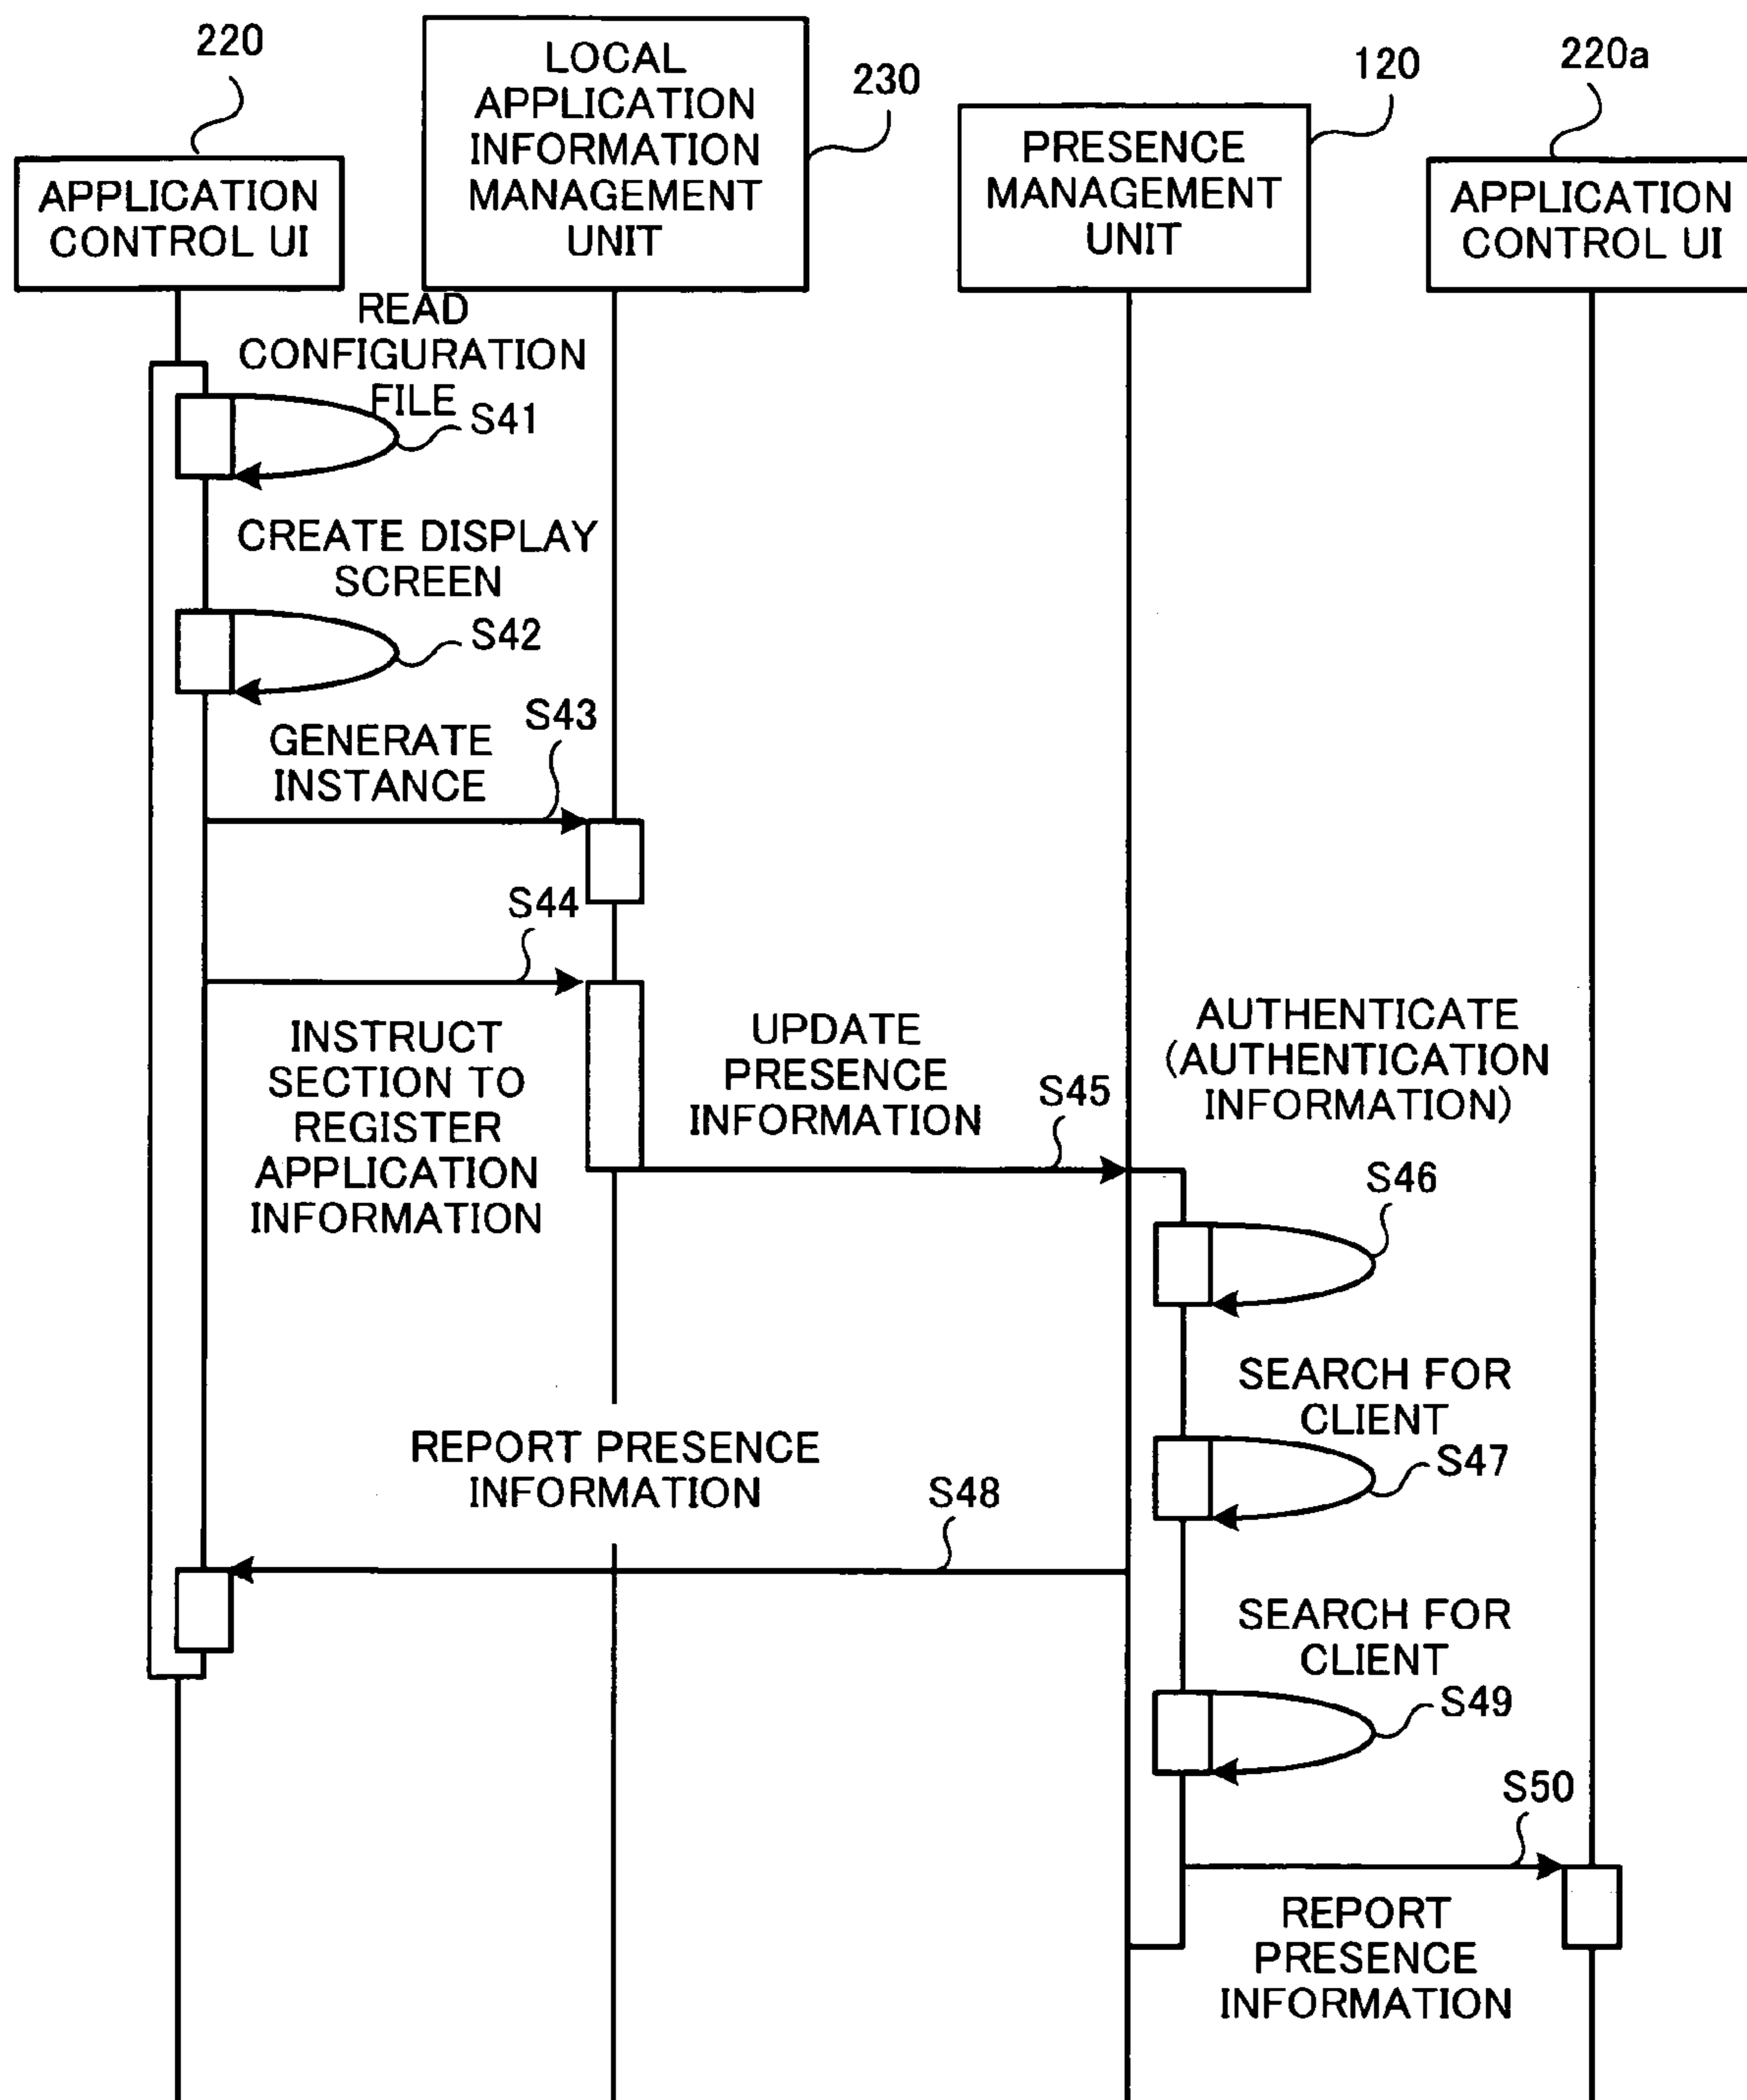 220
LOCAL
APPLICATION
INFORMATION
MANAGEMENT
UNIT
230
120
220a
APPLICATION
CONTROL UI
PRESENCE
MANAGEMENT
UNIT
APPLICATION
CONTROL UI
READ
CONFIGURATION
FILE
S41
CREATE DISPLAY
SCREEN
S42
GENERATE
INSTANCE
S43
S44
INSTRUCT
SECTION TO
REGISTER
APPLICATION
INFORMATION
UPDATE
PRESENCE
INFORMATION
S45
AUTHENTICATE
(AUTHENTICATION
INFORMATION)
S46
SEARCH FOR
CLIENT
S47
REPORT PRESENCE
INFORMATION
S48
SEARCH FOR
CLIENT
S49
S50
REPORT
PRESENCE
INFORMATION